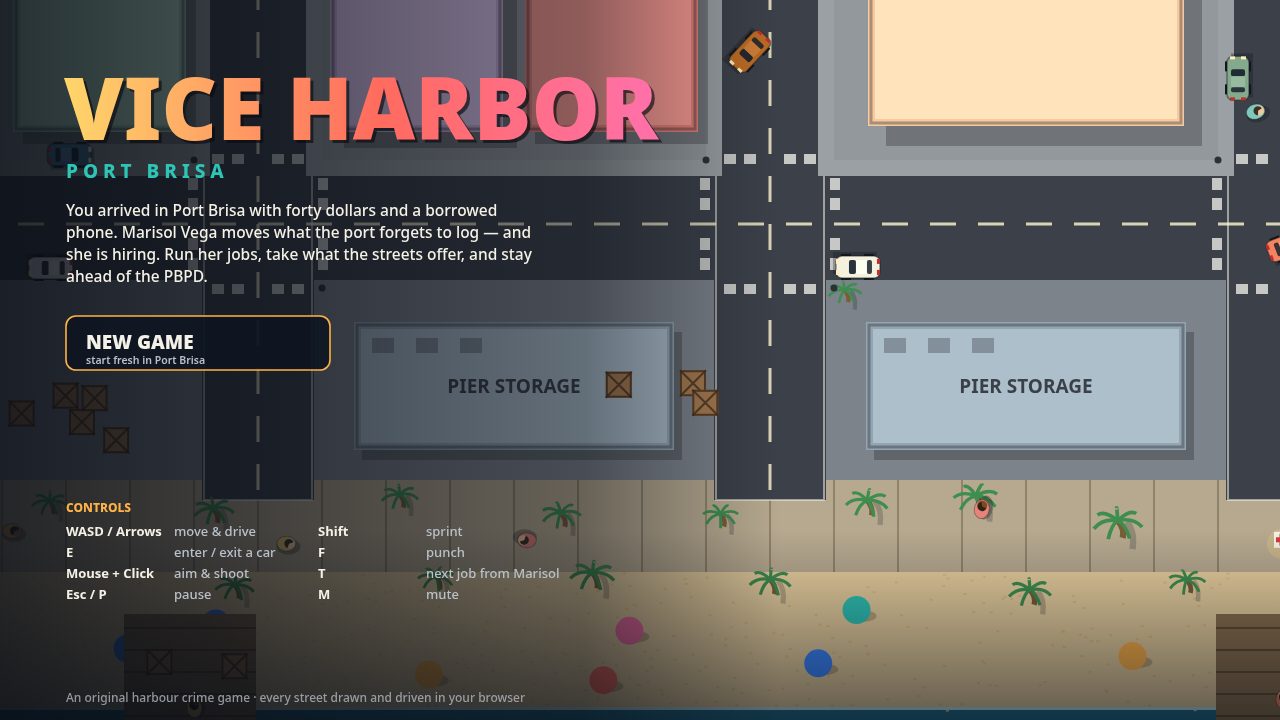 VICE HARBOR
PORT BRISA
You arrived in Port Brisa with forty dollars and a borrowed
phone. Marisol Vega moves what the port forgets to log — and
she is hiring. Run her jobs, take what the streets offer, and stay
ahead of the PBPD.
NEW GAME
start fresh in Port Brisa
PIER STORAGE
PIER STORAGE
CONTROLS
WASD / Arrows move & drive Shift sprint
E enter / exit a car F punch
Mouse + Click aim & shoot T next job from Marisol
Esc / P pause M mute
An original harbour crime game · every street drawn and driven in your browser